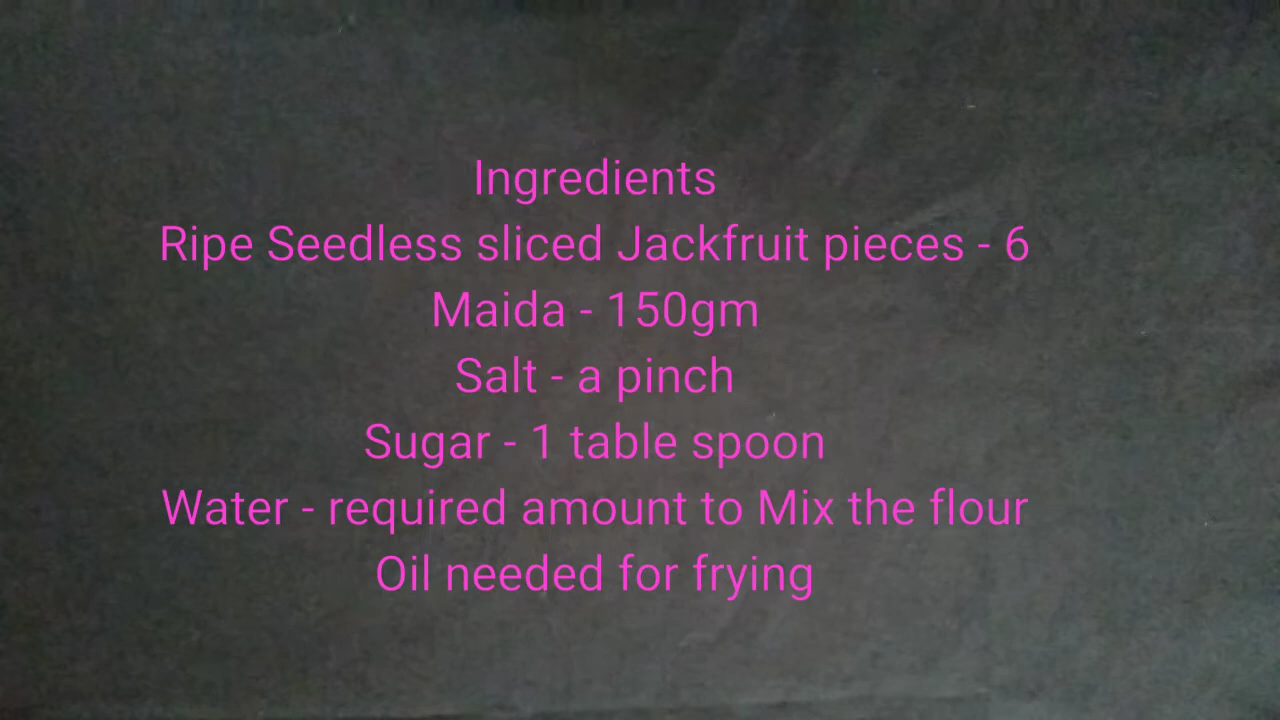 Ingredients
Ripe Seedless sliced Jackfruit pieces - 6
Maida - 150gm
Salt - a pinch
Sugar - 1 table spoon
Water - required amount to Mix the flour
Oil needed for frying